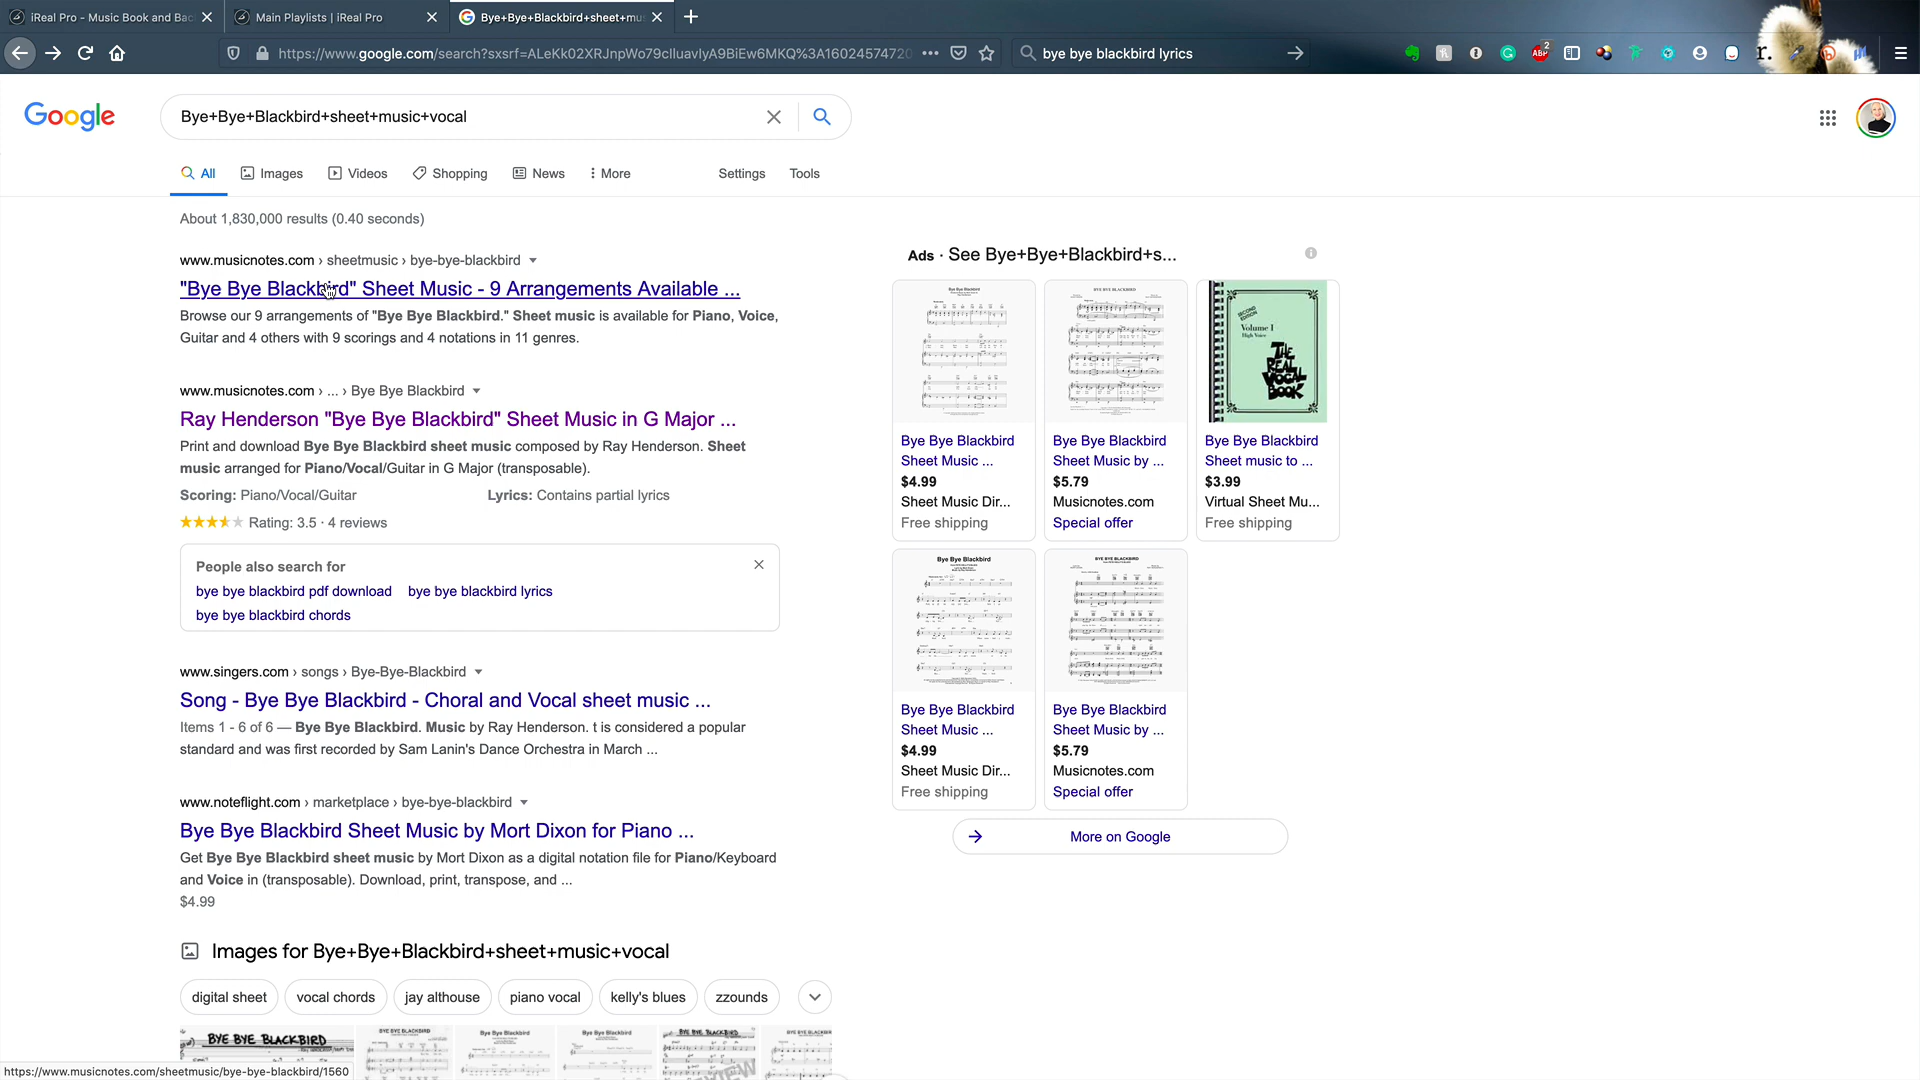 iReal Pro - Music Book and Bac
Main Playlists | iReal Pro
Bye+Bye+Blackbird+sheet+mu
https://www.google.com/search?sxsrf=ALeKk02XRJnpWo79clluavIyA9BiEw6MKQ%3A1602457472
bye bye blackbird lyrics
Google
Bye+Bye+Blackbird+sheet+music+vocal
All
Images
Videos
Shopping
News
More
Settings
Tools
About 1,830,000 results (0.40 seconds)
www.musicnotes.com › sheetmusic › bye-bye-blackbird
"Bye Bye Blackbird" Sheet Music - 9 Arrangements Available ...
Browse our 9 arrangements of "Bye Bye Blackbird." Sheet music is available for Piano, Voice,
Guitar and 4 others with 9 scorings and 4 notations in 11 genres.
www.musicnotes.com › ... › Bye Bye Blackbird
Ray Henderson "Bye Bye Blackbird" Sheet Music in G Major ...
Print and download Bye Bye Blackbird sheet music composed by Ray Henderson. Sheet
music arranged for Piano/Vocal/Guitar in G Major (transposable).
Scoring: Piano/Vocal/Guitar
Lyrics: Contains partial lyrics
Rating: 3.5 · 4 reviews
People also search for
bye bye blackbird pdf download
bye bye blackbird lyrics
bye bye blackbird chords
www.singers.com › songs › Bye-Bye-Blackbird
Song - Bye Bye Blackbird - Choral and Vocal sheet music ...
Items 1 - 6 of 6 — Bye Bye Blackbird. Music by Ray Henderson. t is considered a popular
standard and was first recorded by Sam Lanin's Dance Orchestra in March ...
www.noteflight.com › marketplace › bye-bye-blackbird
Bye Bye Blackbird Sheet Music by Mort Dixon for Piano ...
Get Bye Bye Blackbird sheet music by Mort Dixon as a digital notation file for Piano/Keyboard
and Voice in (transposable). Download, print, transpose, and ...
$4.99
Images for Bye+Bye+Blackbird+sheet+music+vocal
digital sheet
vocal chords
jay althouse
piano vocal
kelly's blues
zzounds
BYE BYE BLACKBIRD
BYE BYE BLACKBIRD
Bye Bye Blackbird
Bye Bye Blackbird
BYE BYE BLACKBIRD
https://www.musicnotes.com/sheetmusic/bye-bye-blackbird/1560
Ads · See Bye+Bye+Blackbird+s...
Bye Bye Blackbird
Bye Bye Blackbird
Sheet Music ...
$4.99
Sheet Music Dir...
Free shipping
BYE BYE BLACKBIRD
Bye Bye Blackbird
Sheet Music by ...
$5.79
Musicnotes.com
Special offer
SECOND EDITION
Volume I
High Voice
THE REAL VOCAL BOOK
Bye Bye Blackbird
Sheet music to ...
$3.99
Virtual Sheet Mu...
Free shipping
Bye Bye Blackbird
Bye Bye Blackbird
Sheet Music ...
$4.99
Sheet Music Dir...
Free shipping
BYE BYE BLACKBIRD
Bye Bye Blackbird
Sheet Music by ...
$5.79
Musicnotes.com
Special offer
More on Google